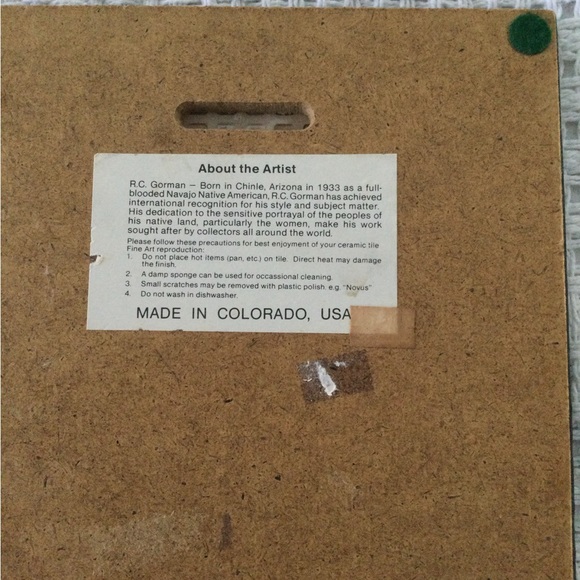 About the Artist
R.C. Gorman – Born in Chinle, Arizona in 1933 as a full-
blooded Navajo Native American, R.C. Gorman has achieved
international recognition for his style and subject matter.
His dedication to the sensitive portrayal of the peoples of
his native land, particularly the women, make his work
sought after by collectors all around the world.
Please follow these precautions for best enjoyment of your ceramic tile
Fine Art reproduction:
1. Do not place hot items (pan, etc.) on tile. Direct heat may damage
the finish.
2. A damp sponge can be used for occassional cleaning.
3. Small scratches may be removed with plastic polish. e.g. "Novus"
4. Do not wash in dishwasher.
MADE IN COLORADO, USA